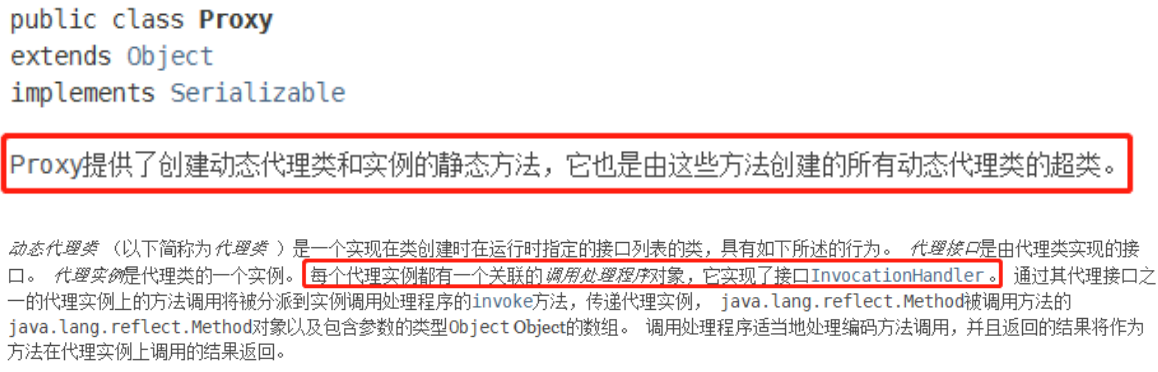 public class Proxy
extends Object
implements Serializable
Proxy提供了创建动态代理类和实例的静态方法，它也是由这些方法创建的所有动态代理类的超类。
动态代理类 （以下简称为代理类 ）是一个实现在类创建时在运行时指定的接口列表的类，具有如下所述的行为。 代理接口是由代理类实现的接
口。 代理实例是代理类的一个实例。 每个代理实例都有一个关联的调用处理程序对象，它实现了接口InvocationHandler 。 通过其代理接口之
一的代理实例上的方法调用将被分派到实例调用处理程序的invoke方法，传递代理实例， java.lang.reflect.Method被调用方法的
java.lang.reflect.Method对象以及包含参数的类型Object Object的数组。 调用处理程序适当地处理编码方法调用，并且返回的结果将作为
方法在代理实例上调用的结果返回。